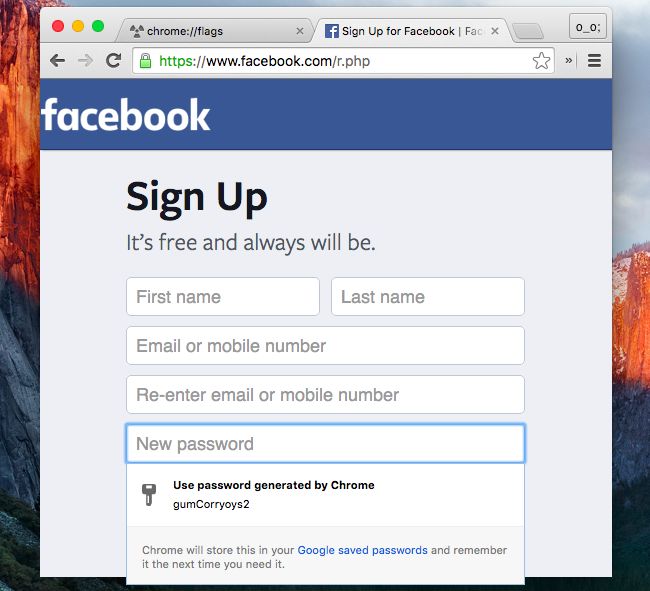 chrome://flags
Sign Up for Facebook | Fac
o_o;
https://www.facebook.com/r.php
facebook
Sign Up
It's free and always will be.
First name
Last name
Email or mobile number
Re-enter email or mobile number
New password
Use password generated by Chrome
gumCorryoys2
Chrome will store this in your Google saved passwords and remember
it the next time you need it.